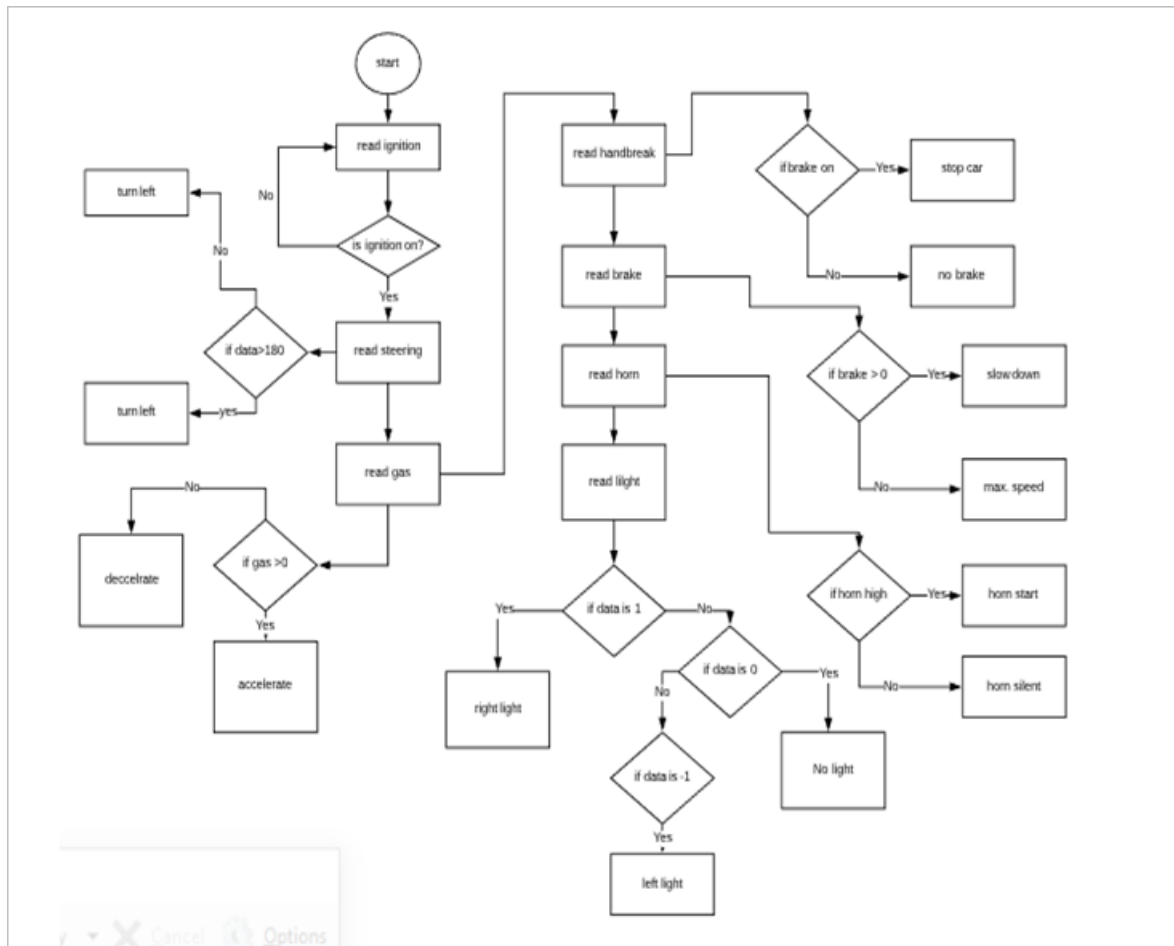 start
read ignition
No
is ignition on?
Yes
read steering
if data>180
No
turn left
yes
turn left
read gas
if gas >0
No
deccelrate
Yes
accelerate
read handbreak
if brake on
Yes
stop car
No
no brake
read brake
if brake > 0
Yes
slow down
No
max. speed
read horn
if horn high
Yes
horn start
No
horn silent
read lilght
if data is 1
Yes
right light
No
if data is 0
Yes
No light
No
if data is -1
Yes
left light
Cancel
Options